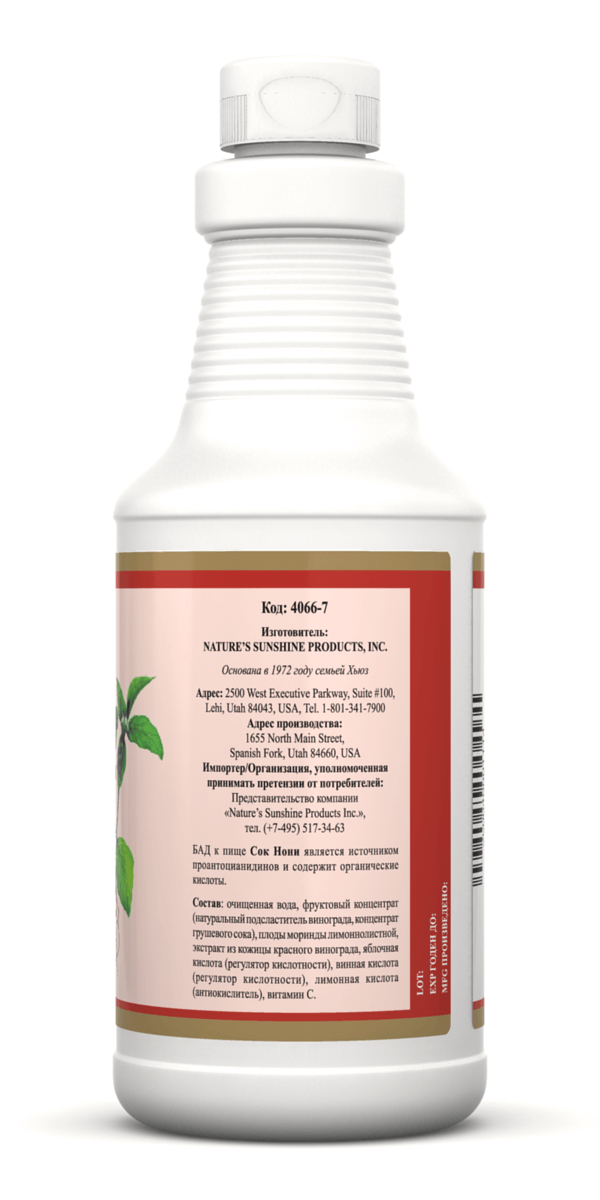 Код: 4066-7
Изготовитель:
NATURE'S SUNSHINE PRODUCTS, INC.
Основана в 1972 году семьей Хьюз
Адрес: 2500 West Executive Parkway, Suite #100,
Lehi, Utah 84043, USA, Tel. 1-801-341-7900
Адрес производства:
1655 North Main Street,
Spanish Fork, Utah 84660, USA
Импортер/Организация, уполномоченная
принимать претензии от потребителей:
Представительство компании
«Nature's Sunshine Products Inc.»,
тел. (+7-495) 517-34-63
БАД к пище Сок Нони является источником
проантоцианидинов и содержит органические
кислоты.
Состав: очищенная вода, фруктовый концентрат
(натуральный подсластитель винограда, концентрат
грушевого сока), плоды моринды лимоннолистной,
экстракт из кожицы красного винограда, яблочная
кислота (регулятор кислотности), винная кислота
(регулятор кислотности), лимонная кислота
(антиокислитель), витамин С.
LOT:
EXP ГОДЕН ДО:
MFG ПРОИЗВЕДЕНО: